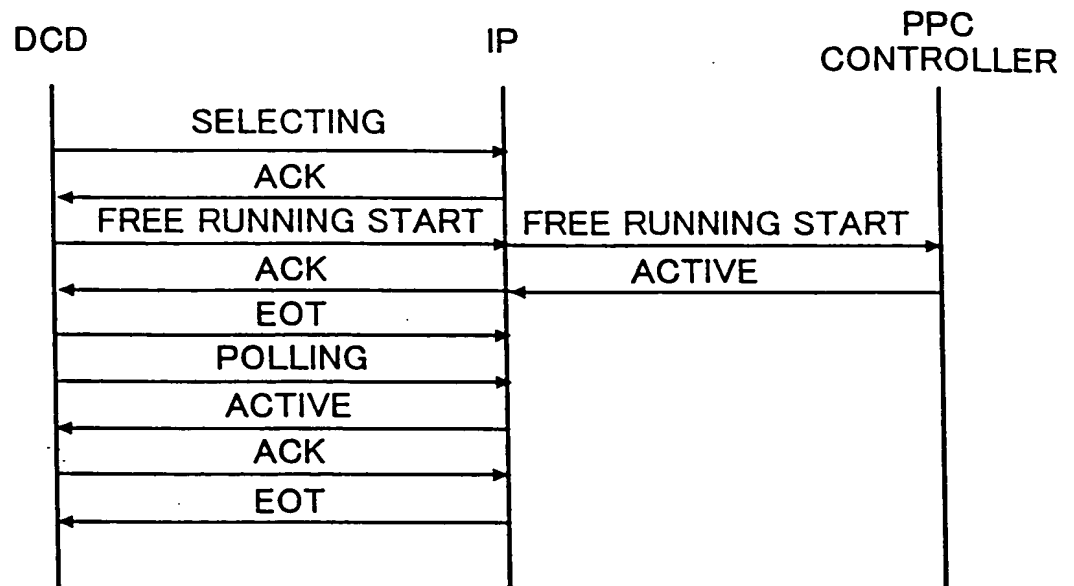 DCD
IP
PPC
CONTROLLER
SELECTING
ACK
FREE RUNNING START
FREE RUNNING START
ACK
ACTIVE
EOT
POLLING
ACTIVE
ACK
EOT